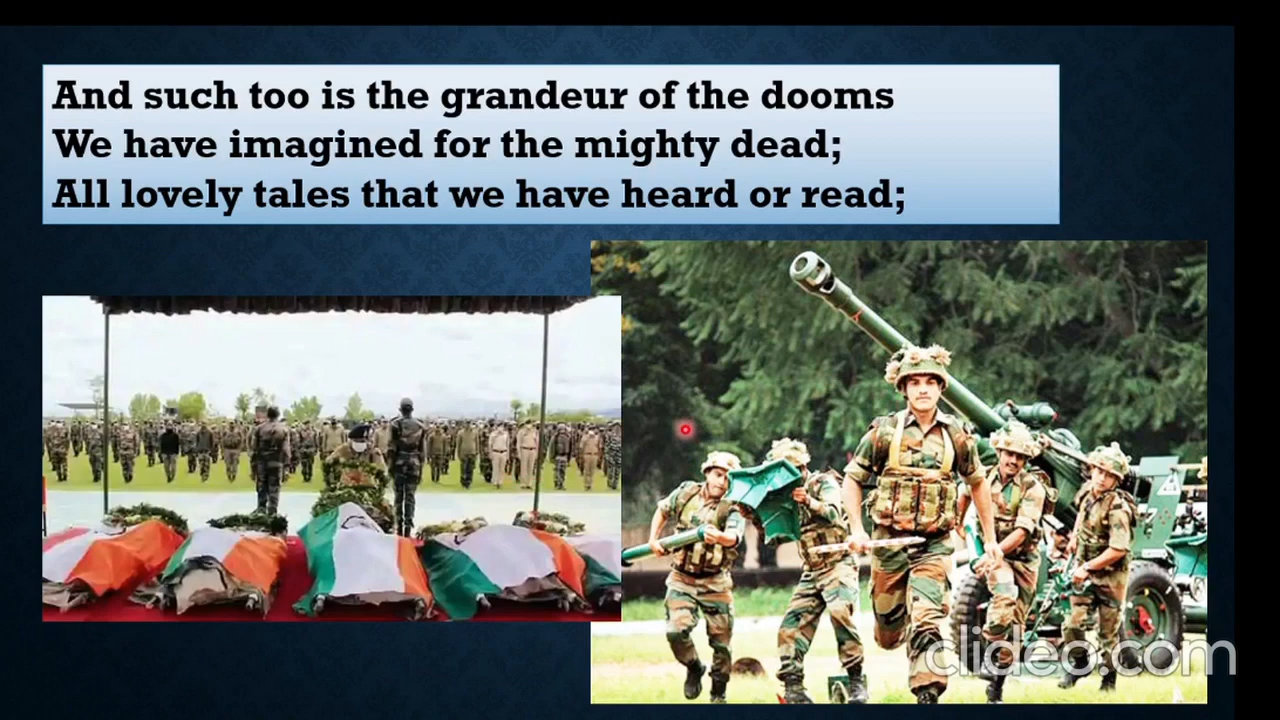 And such too is the grandeur of the dooms
We have imagined for the mighty dead;
All lovely tales that we have heard or read;
clideo.com